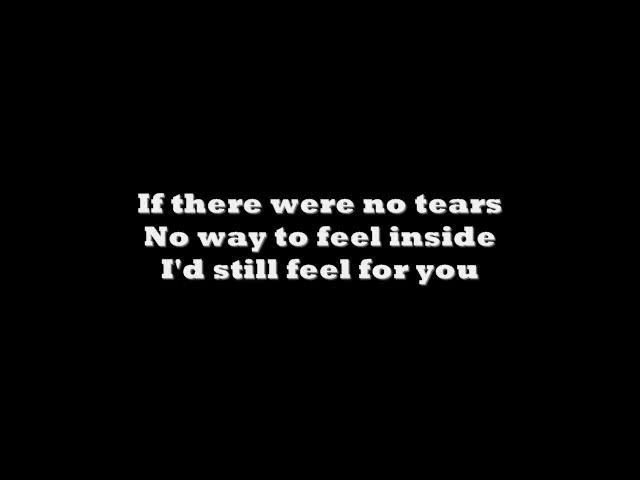 If there were no tears
No way to feel inside
I'd still feel for you